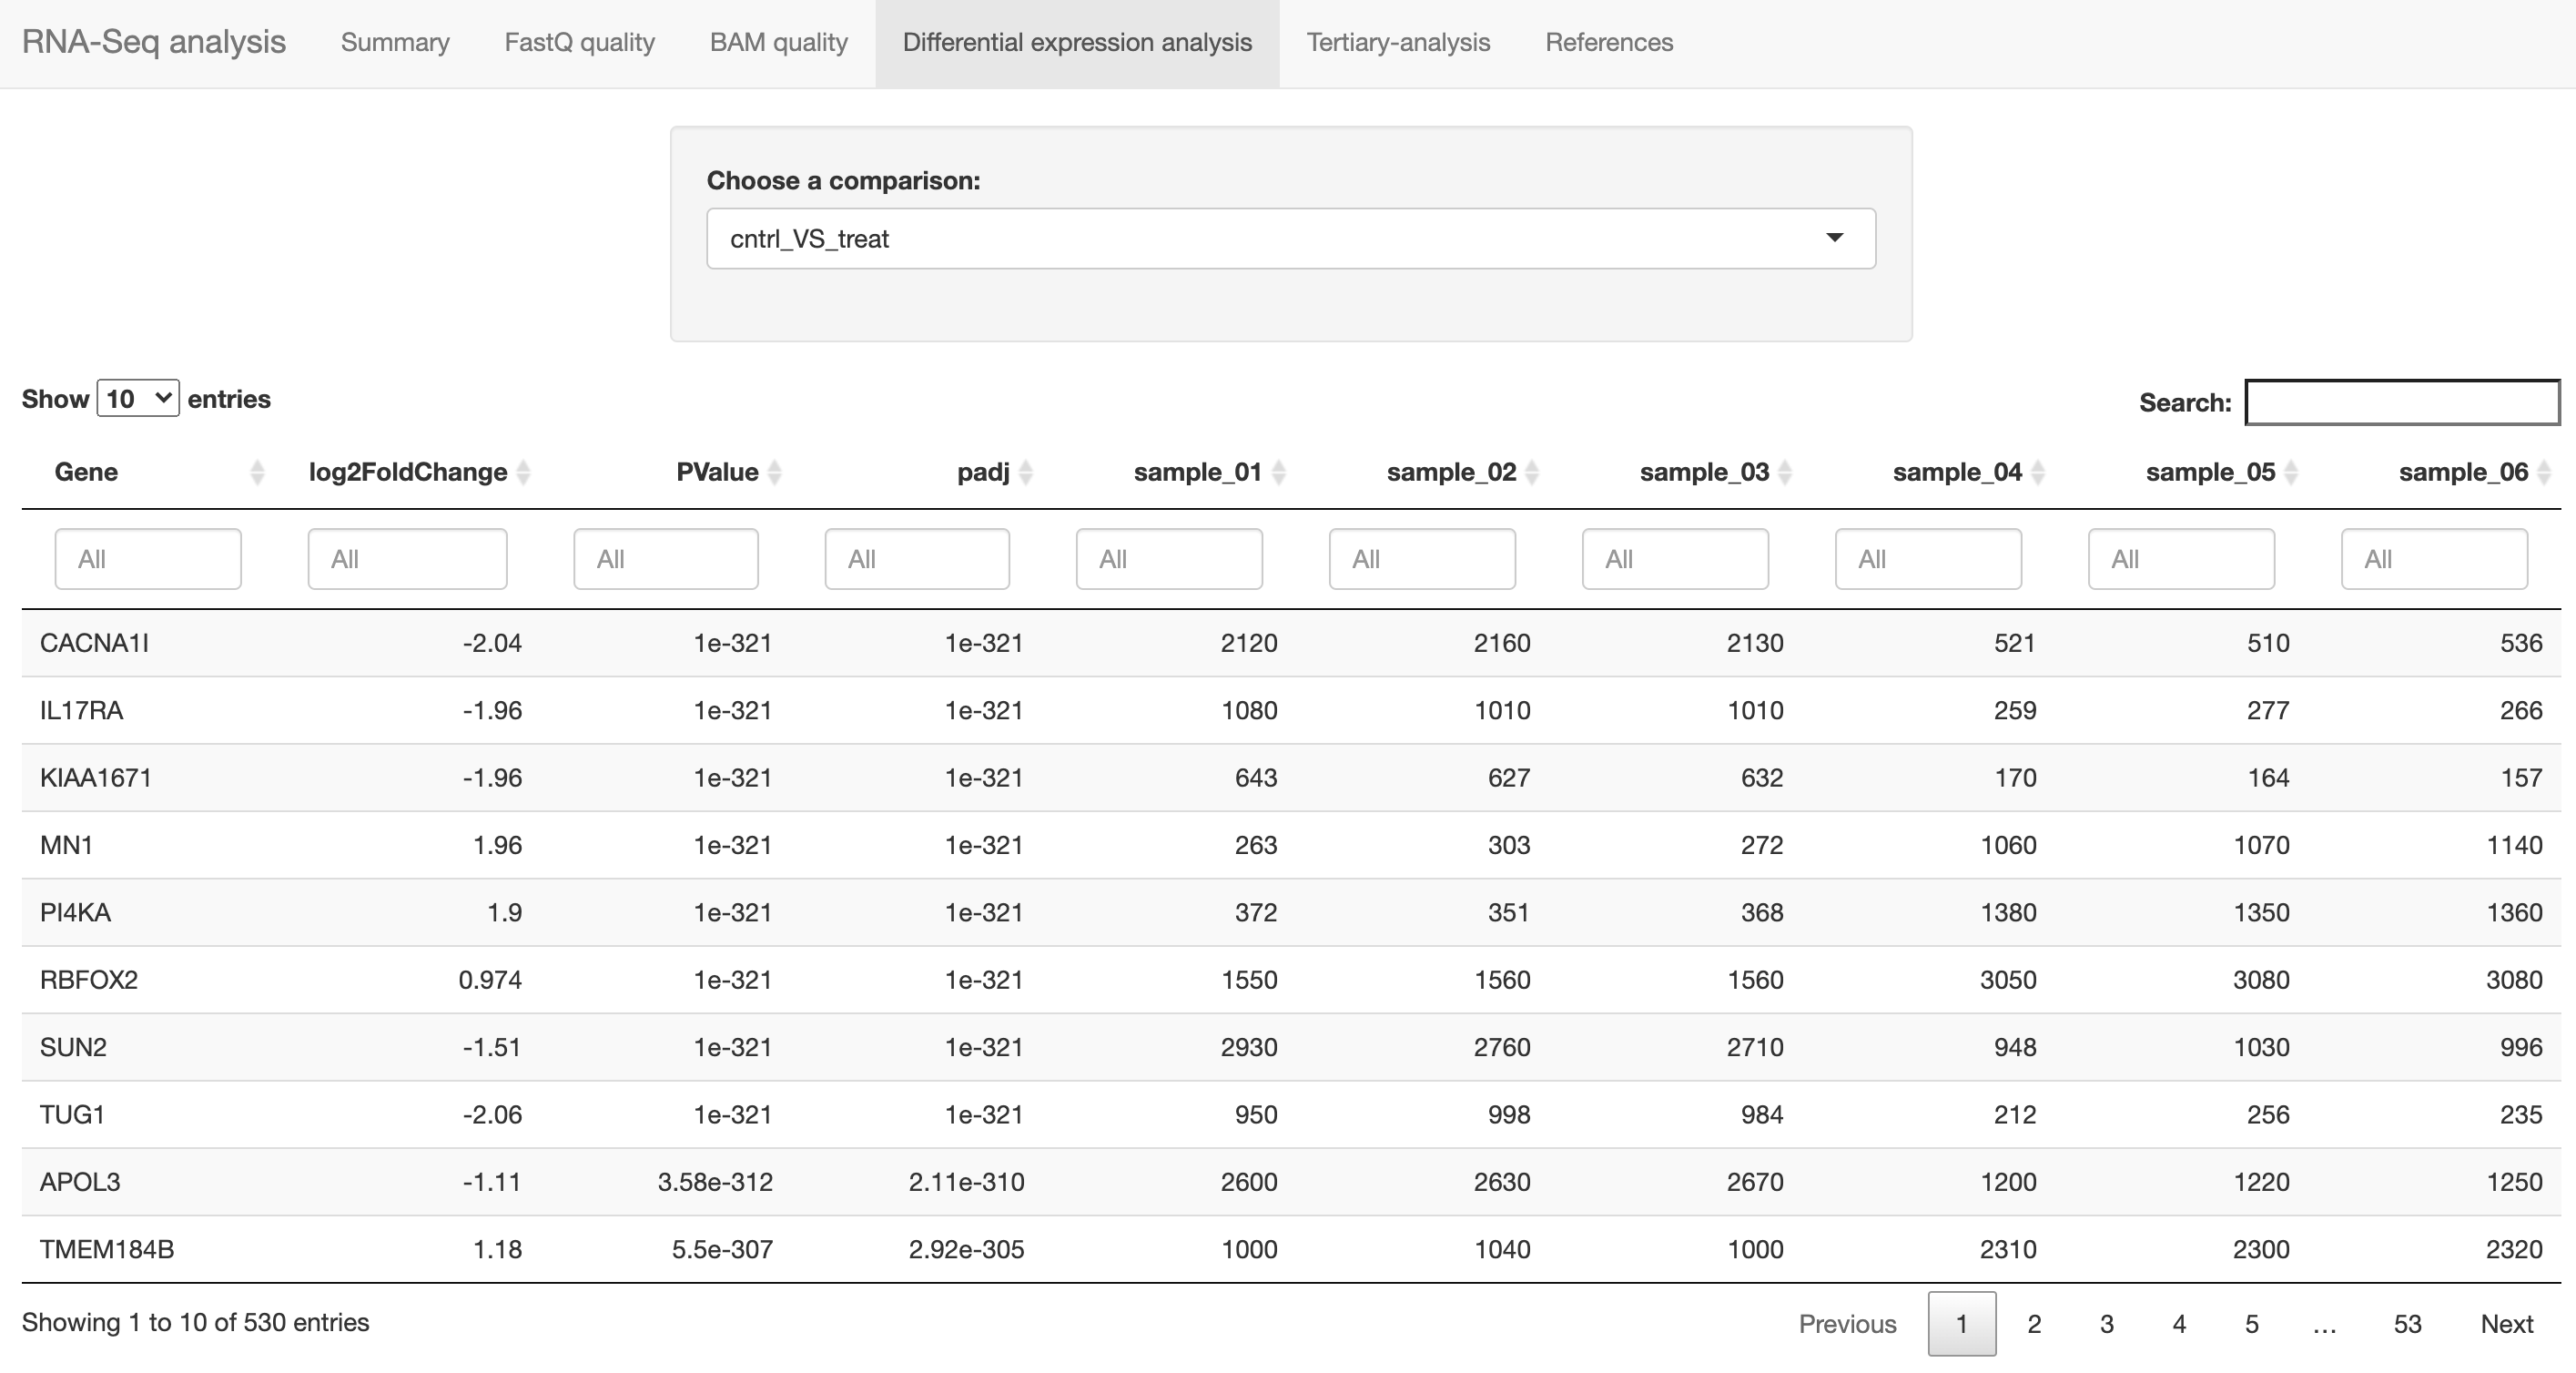 RNA-Seq analysis Summary FastQ quality BAM quality Differential expression analysis Tertiary-analysis References
Choose a comparison:
cntrl_VS_treat
Show 10 entries Search:
Gene log2FoldChange PValue padj sample_01 sample_02 sample_03 sample_04 sample_05 sample_06
All All All All All All All All All All
CACNA1I -2.04 1e-321 1e-321 2120 2160 2130 521 510 536
IL17RA -1.96 1e-321 1e-321 1080 1010 1010 259 277 266
KIAA1671 -1.96 1e-321 1e-321 643 627 632 170 164 157
MN1 1.96 1e-321 1e-321 263 303 272 1060 1070 1140
PI4KA 1.9 1e-321 1e-321 372 351 368 1380 1350 1360
RBFOX2 0.974 1e-321 1e-321 1550 1560 1560 3050 3080 3080
SUN2 -1.51 1e-321 1e-321 2930 2760 2710 948 1030 996
TUG1 -2.06 1e-321 1e-321 950 998 984 212 256 235
APOL3 -1.11 3.58e-312 2.11e-310 2600 2630 2670 1200 1220 1250
TMEM184B 1.18 5.5e-307 2.92e-305 1000 1040 1000 2310 2300 2320
Showing 1 to 10 of 530 entries Previous 1 2 3 4 5 … 53 Next